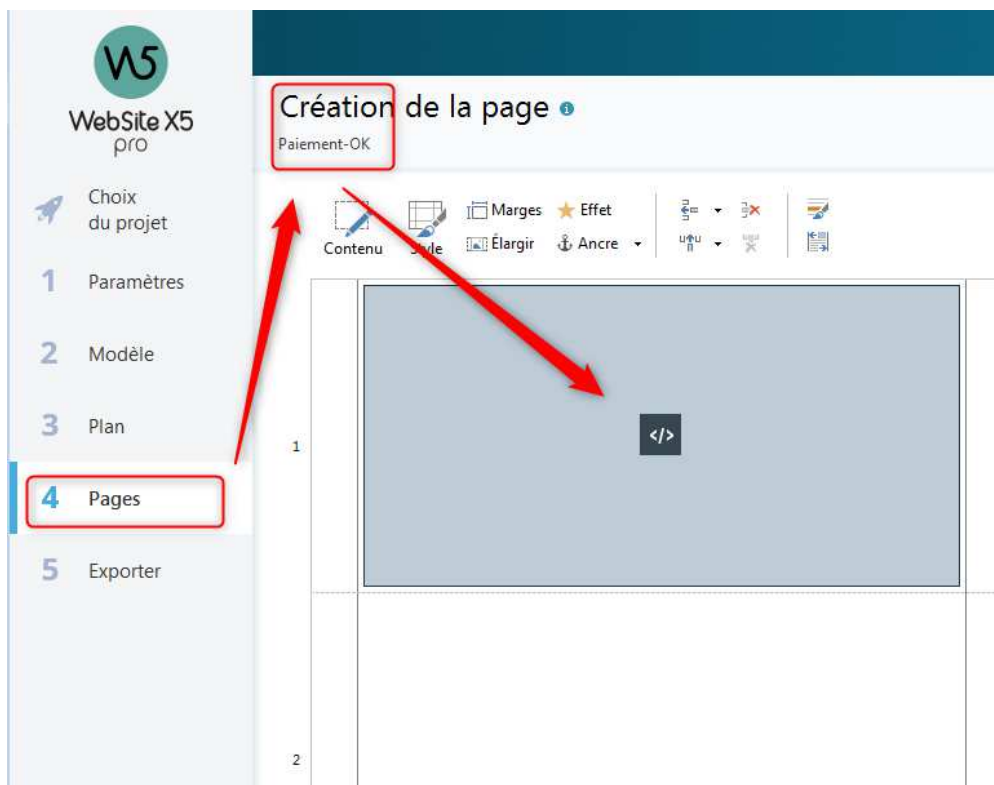 W5
WebSite X5
pro
Choix
du projet
1 Paramètres
2 Modèle
3 Plan
4 Pages
5 Exporter
Création de la page
Paiement-OK
Contenu
Style
Marges
Effet
Élargir
Ancre
</>
1
2